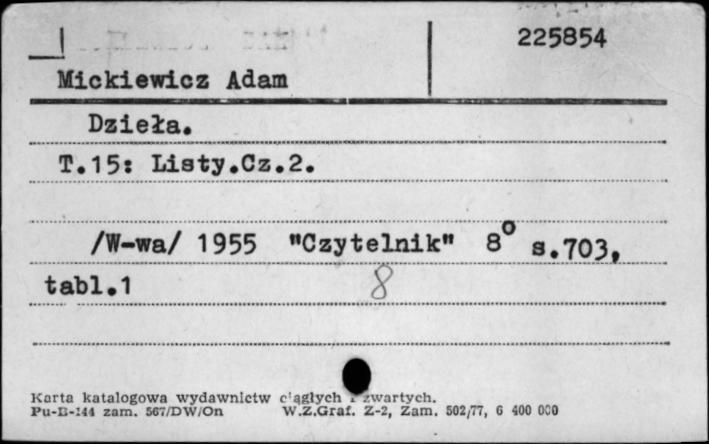 225854
Mickiewicz Adam
Dzieła.
T.15: Listy.Cz.2.
/W-wa/ 1955 "Czytelnik" 8° s.703,
tabl.1
8
Karta katalogowa wydawnictw ciągłych i zwartych.
Pu-B-144 zam. 567/DW/On W.Z.Graf. Z-2, Zam. 502/77, 6 400 000